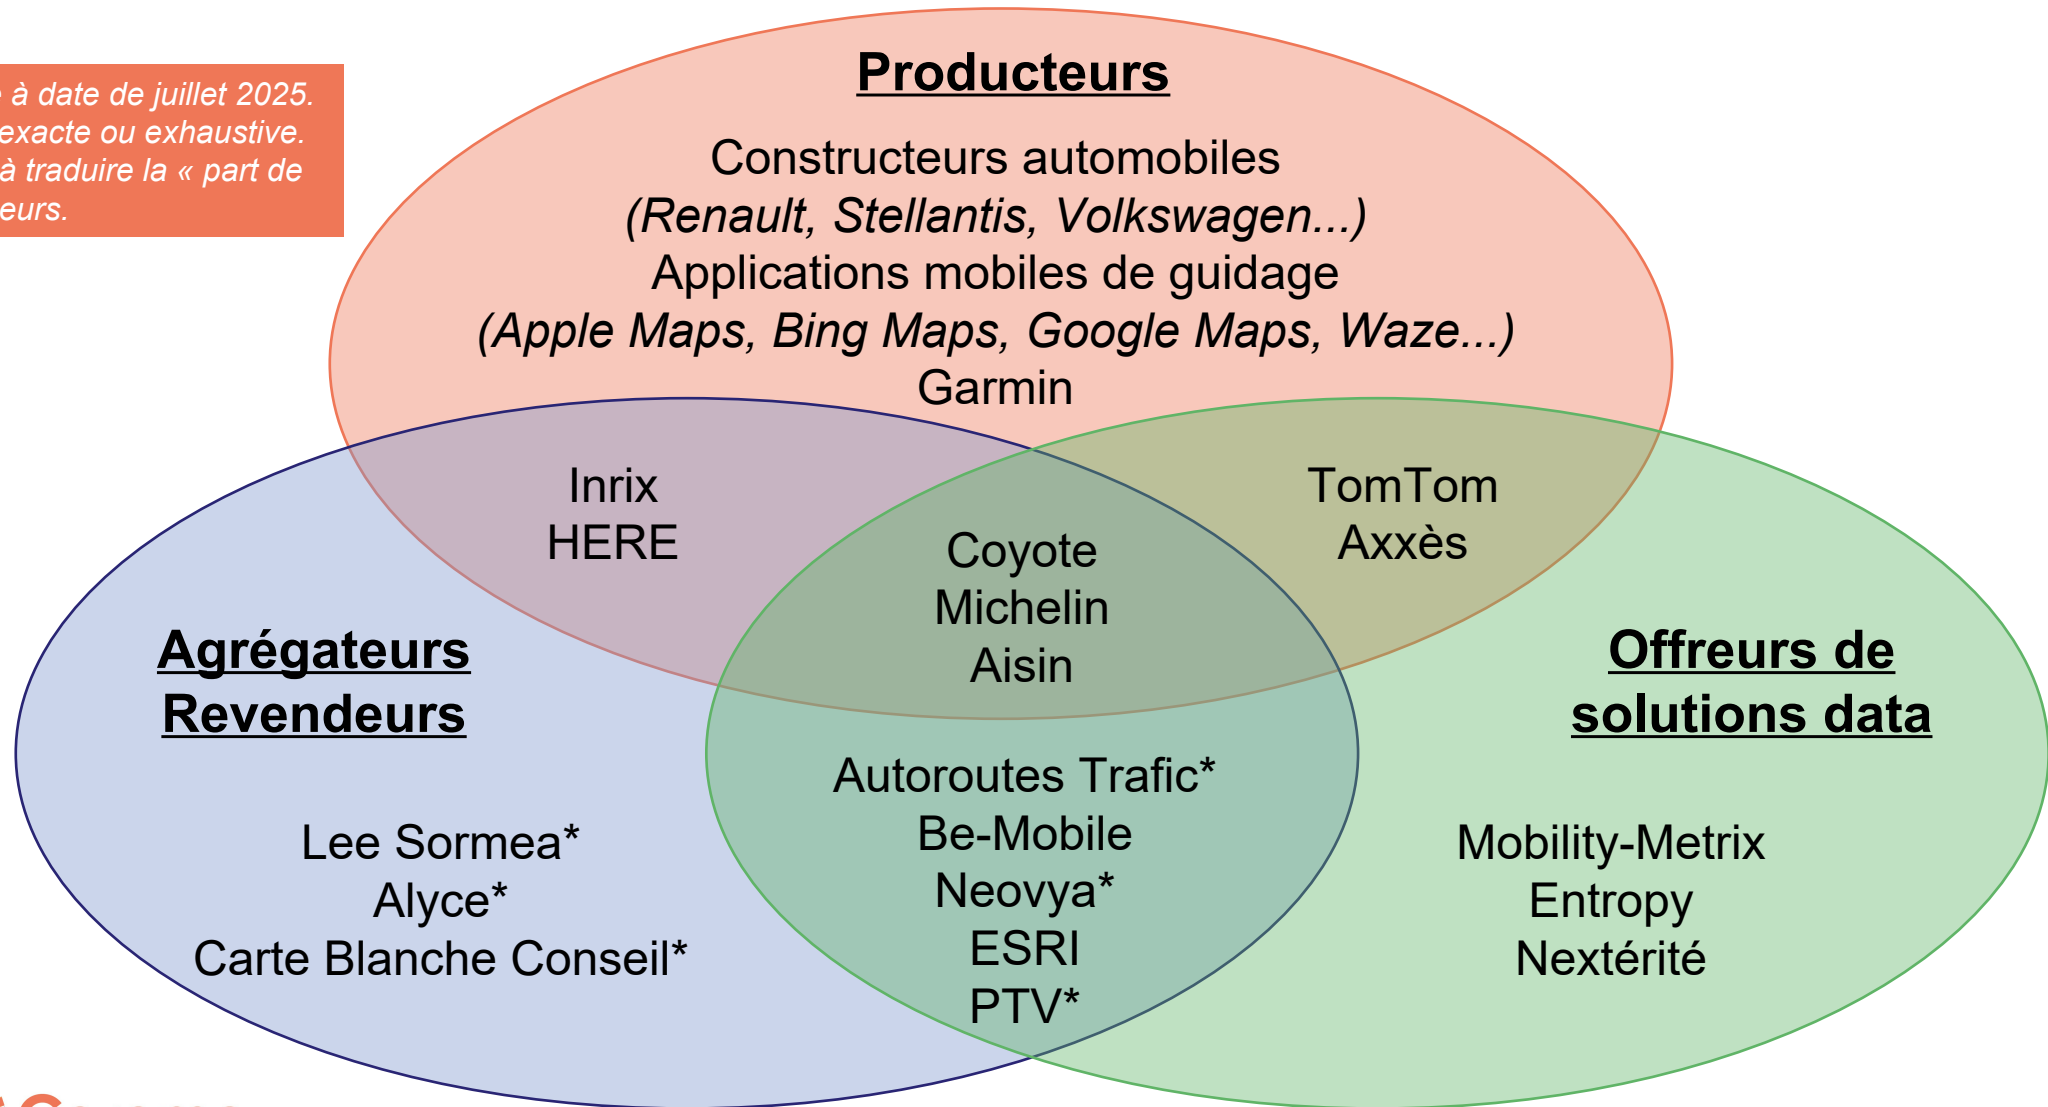 à date de juillet 2025.
exacte ou exhaustive.
à traduire la « part de
eurs.
Producteurs
Constructeurs automobiles
(Renault, Stellantis, Volkswagen...)
Applications mobiles de guidage
(Apple Maps, Bing Maps, Google Maps, Waze...)
Garmin
Inrix
HERE
Coyote
Michelin
Aisin
TomTom
Axxès
Agrégateurs
Revendeurs
Lee Sormea*
Alyce*
Carte Blanche Conseil*
Autoroutes Trafic*
Be-Mobile
Neovya*
ESRI
PTV*
Offreurs de
solutions data
Mobility-Metrix
Entropy
Nextérité